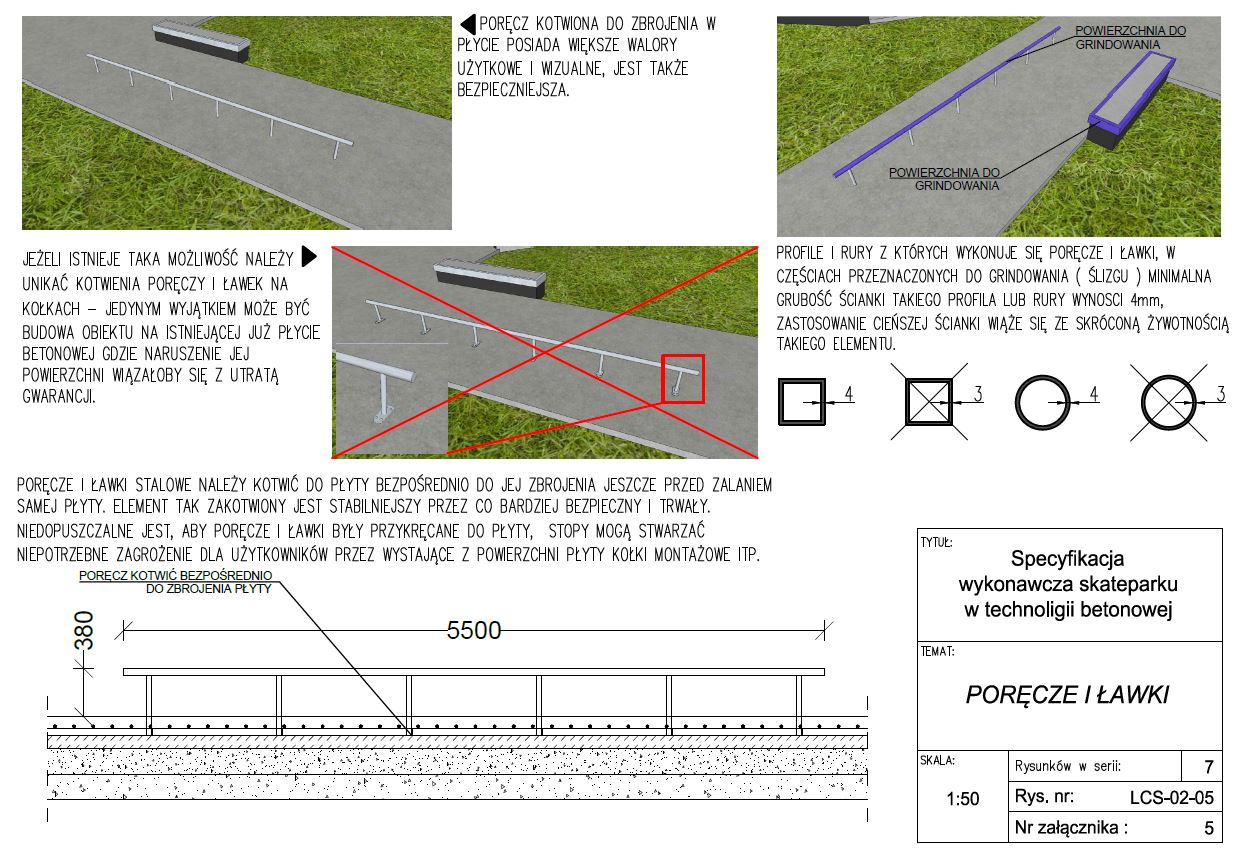 PORĘCZ KOTWIONA DO ZBROJENIA W
PŁYCIE POSIADA WIĘKSZE WALORY
UŻYTKOWE I WIZUALNE, JEST TAKŻE
BEZPIECZNIEJSZA.
POWIERZCHNIA DO
GRINDOWANIA
POWIERZCHNIA DO
GRINDOWANIA
JEŻELI ISTNIEJE TAKA MOŻLIWOŚĆ NALEŻY
UNIKAĆ KOTWIENIA PORĘCZY I ŁAWEK NA
KOŁKACH – JEDYNYM WYJĄTKIEM MOŻE BYĆ
BUDOWA OBIEKTU NA ISTNIEJĄCEJ JUŻ PŁYCIE
BETONOWEJ GDZIE NARUSZENIE JEJ
POWIERZCHNI WIĄZAŁOBY SIĘ Z UTRATĄ
GWARANCJI.
PROFILE I RURY Z KTÓRYCH WYKONUJE SIĘ PORĘCZE I ŁAWKI, W
CZĘŚCIACH PRZEZNACZONYCH DO GRINDOWANIA ( ŚLIZGU ) MINIMALNA
GRUBOŚĆ ŚCIANKI TAKIEGO PROFILA LUB RURY WYNOSI 4mm,
ZASTOSOWANIE CIEŃSZEJ ŚCIANKI WIĄŻE SIĘ ZE SKRÓCONĄ ŻYWOTNOŚCIĄ
TAKIEGO ELEMENTU.
4 3 4 3
PORĘCZE I ŁAWKI STALOWE NALEŻY KOTWIĆ DO PŁYTY BEZPOŚREDNIO DO JEJ ZBROJENIA JESZCZE PRZED ZALANIEM
SAMEJ PŁYTY. ELEMENT TAK ZAKOTWIONY JEST STABILNIEJSZY PRZEZ CO BARDZIEJ BEZPIECZNY I TRWAŁY.
NIEDOPUSZCZALNE JEST, ABY PORĘCZE I ŁAWKI BYŁY PRZYKRĘCANE DO PŁYTY, STOPY MOGĄ STWARZAĆ
NIEPOTRZEBNE ZAGROŻENIE DLA UŻYTKOWNIKÓW PRZEZ WYSTAJĄCE Z POWIERZCHNI PŁYTY KOŁKI MONTAŻOWE ITP.
PORĘCZ KOTWIĆ BEZPOŚREDNIO
DO ZBROJENIA PŁYTY
380
5500
TYTUŁ:
Specyfikacja
wykonawcza skateparku
w technoligii betonowej
TEMAT:
PORĘCZE I ŁAWKI
SKALA:
1:50
Rysunków w serii: 7
Rys. nr: LCS-02-05
Nr załącznika : 5